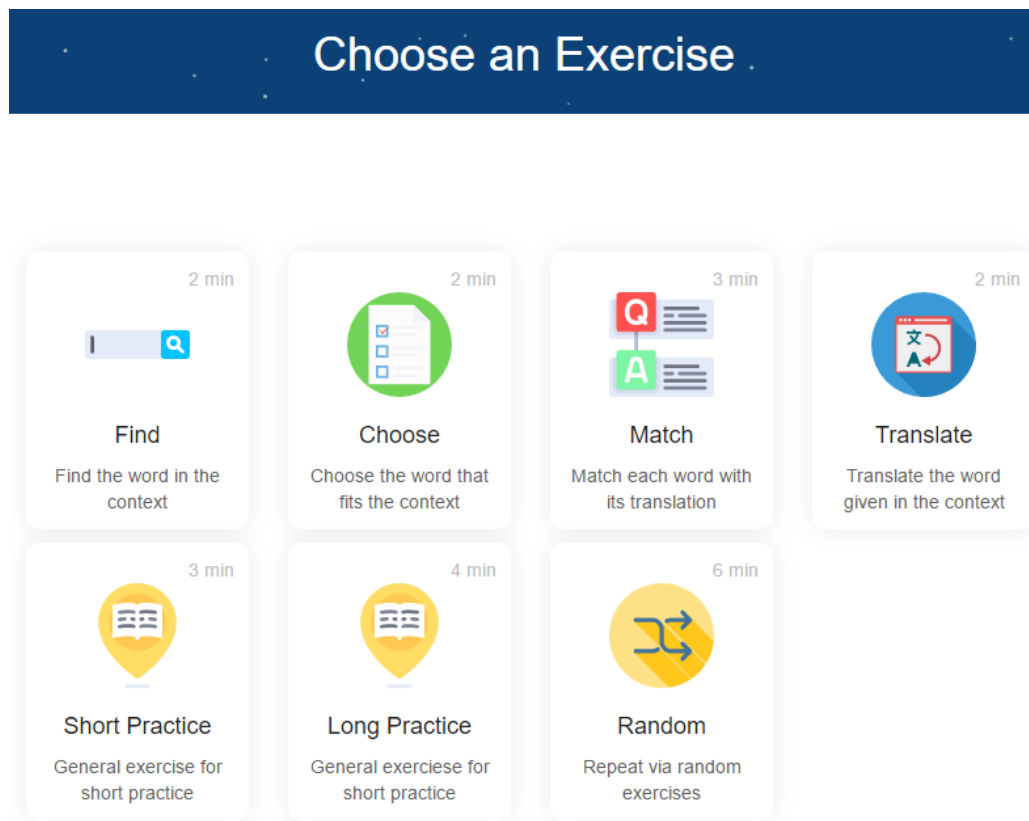 Choose an Exercise
2 min
Find
Find the word in the
context
2 min
Choose
Choose the word that
fits the context
3 min
Q
A
Match
Match each word with
its translation
2 min
文
A
Translate
Translate the word
given in the context
3 min
Short Practice
General exercise for
short practice
4 min
Long Practice
General exerciese for
short practice
6 min
Random
Repeat via random
exercises